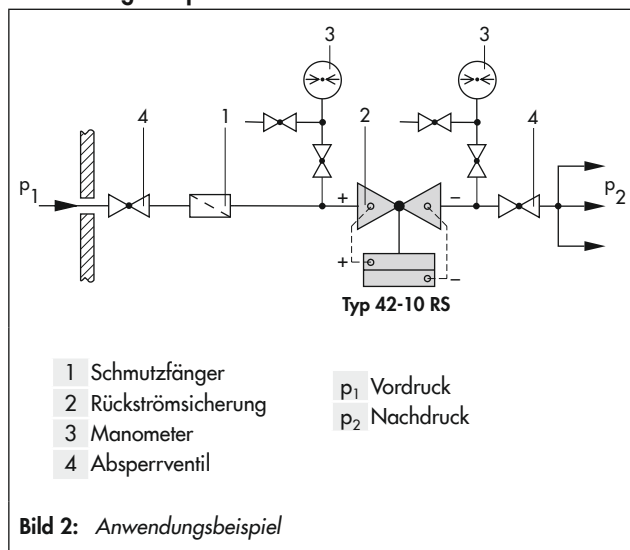 3 3
4 1 2 4
p₁ + − p₂
+ −
Typ 42-10 RS
1 Schmutzfänger
2 Rückströmsicherung
3 Manometer
4 Absperrventil
p₁ Vordruck
p₂ Nachdruck
Bild 2: Anwendungsbeispiel